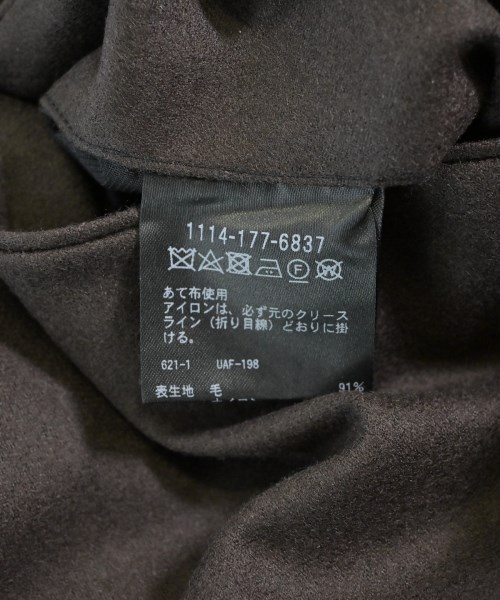 1114-177-6837
あて布使用
アイロンは、必ず元のクリース
ライン（折り目線）どおりに掛
ける。
621-1 UAF-198
表生地 毛 91%